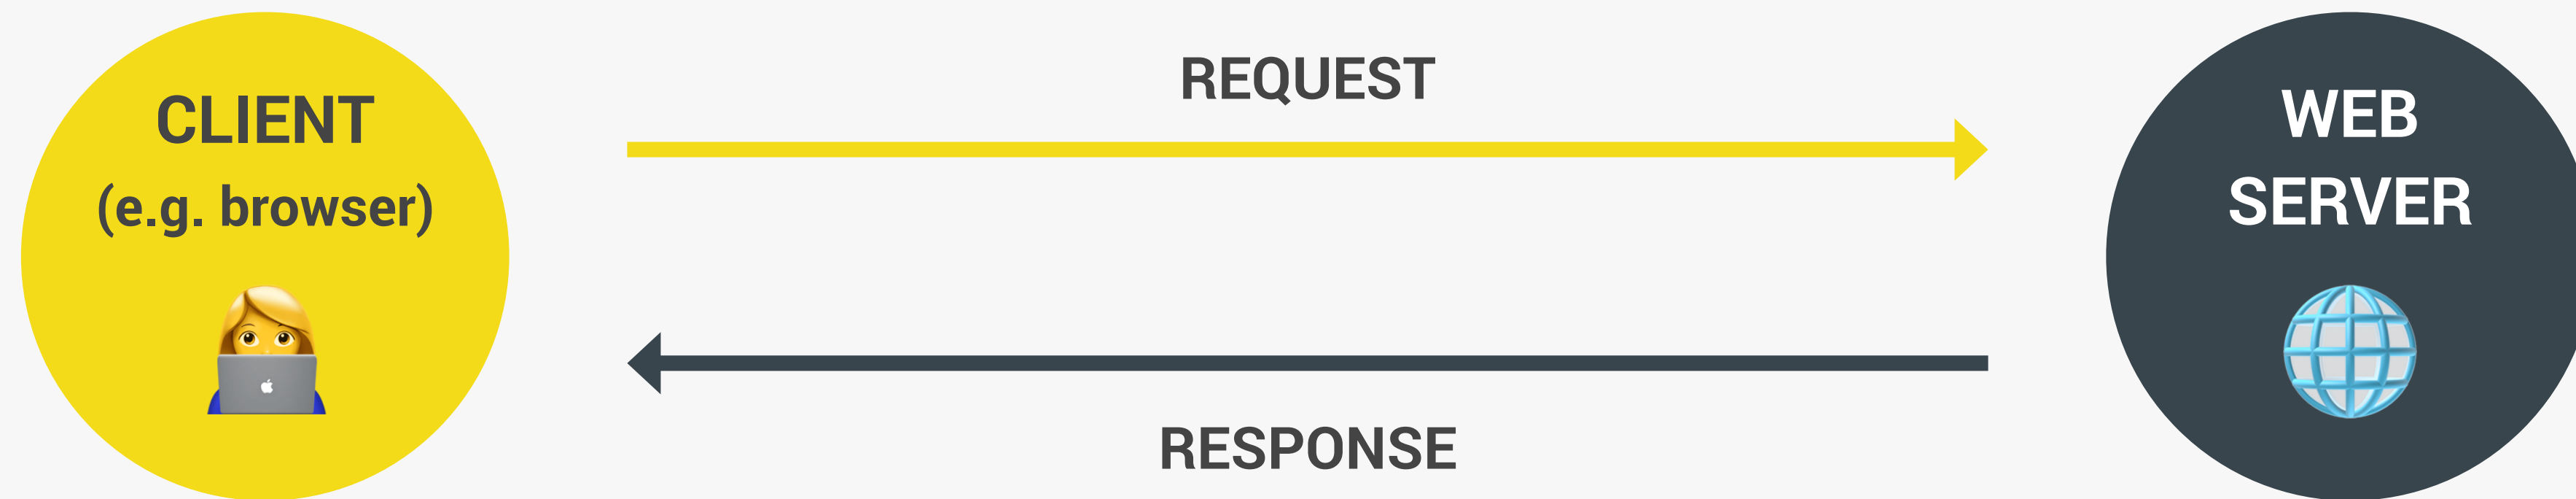 CLIENT
(e.g. browser)
REQUEST
RESPONSE
WEB
SERVER